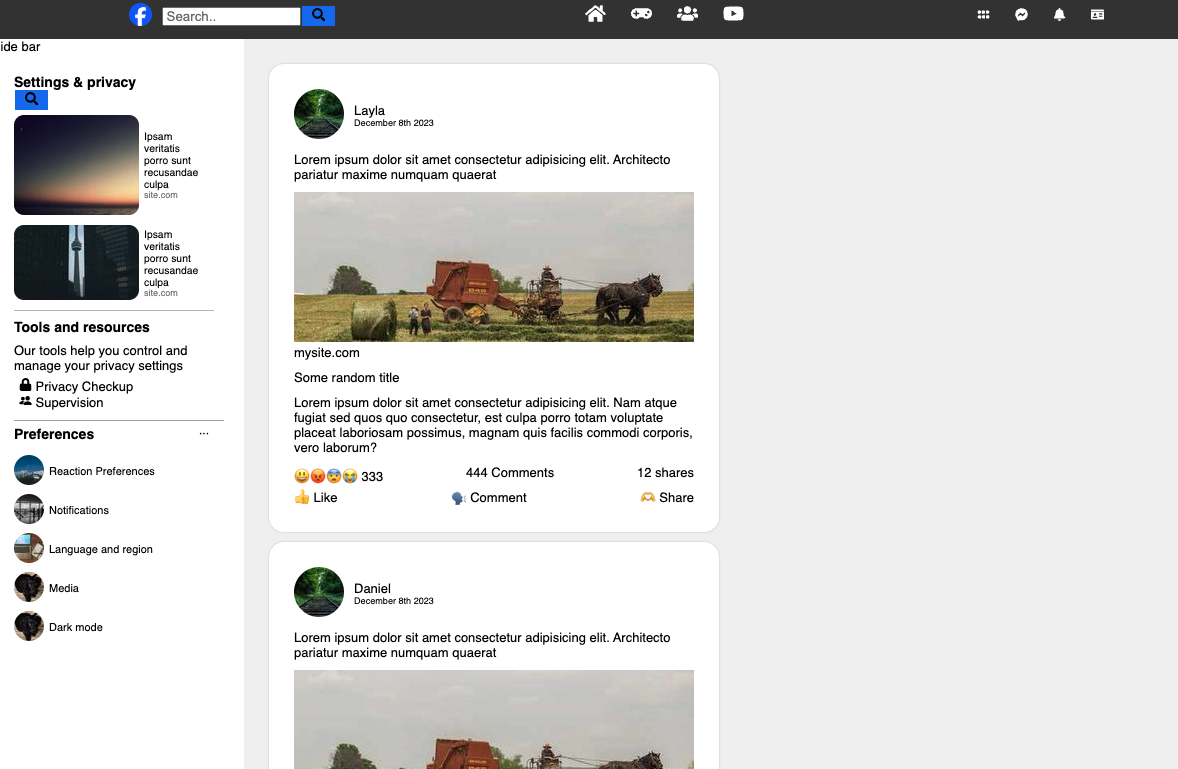 Search..
ide bar
Settings & privacy
Ipsam
veritatis
porro sunt
recusandae
culpa
site.com
Ipsam
veritatis
porro sunt
recusandae
culpa
site.com
Tools and resources
Our tools help you control and
manage your privacy settings
Privacy Checkup
Supervision
Preferences ...
Reaction Preferences
Notifications
Language and region
Media
Dark mode
Layla
December 8th 2023
Lorem ipsum dolor sit amet consectetur adipisicing elit. Architecto
pariatur maxime numquam quaerat
mysite.com
Some random title
Lorem ipsum dolor sit amet consectetur adipisicing elit. Nam atque
fugiat sed quos quo consectetur, est culpa porro totam voluptate
placeat laboriosam possimus, magnam quis facilis commodi corporis,
vero laborum?
😃😡😨😭 333 444 Comments 12 shares
👍 Like 🗣️ Comment 🫶 Share
Daniel
December 8th 2023
Lorem ipsum dolor sit amet consectetur adipisicing elit. Architecto
pariatur maxime numquam quaerat